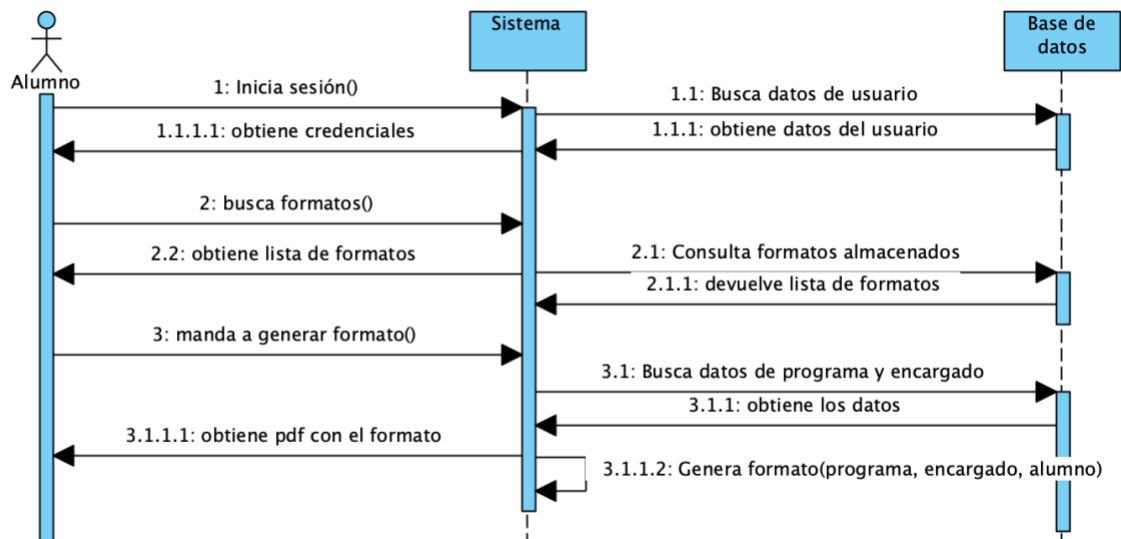 Sistema
Base de
datos
Alumno
1: Inicia sesión()
1.1: Busca datos de usuario
1.1.1.1: obtiene credenciales
1.1.1: obtiene datos del usuario
2: busca formatos()
2.2: obtiene lista de formatos
2.1: Consulta formatos almacenados
2.1.1: devuelve lista de formatos
3: manda a generar formato()
3.1: Busca datos de programa y encargado
3.1.1: obtiene los datos
3.1.1.1: obtiene pdf con el formato
3.1.1.2: Genera formato(programa, encargado, alumno)